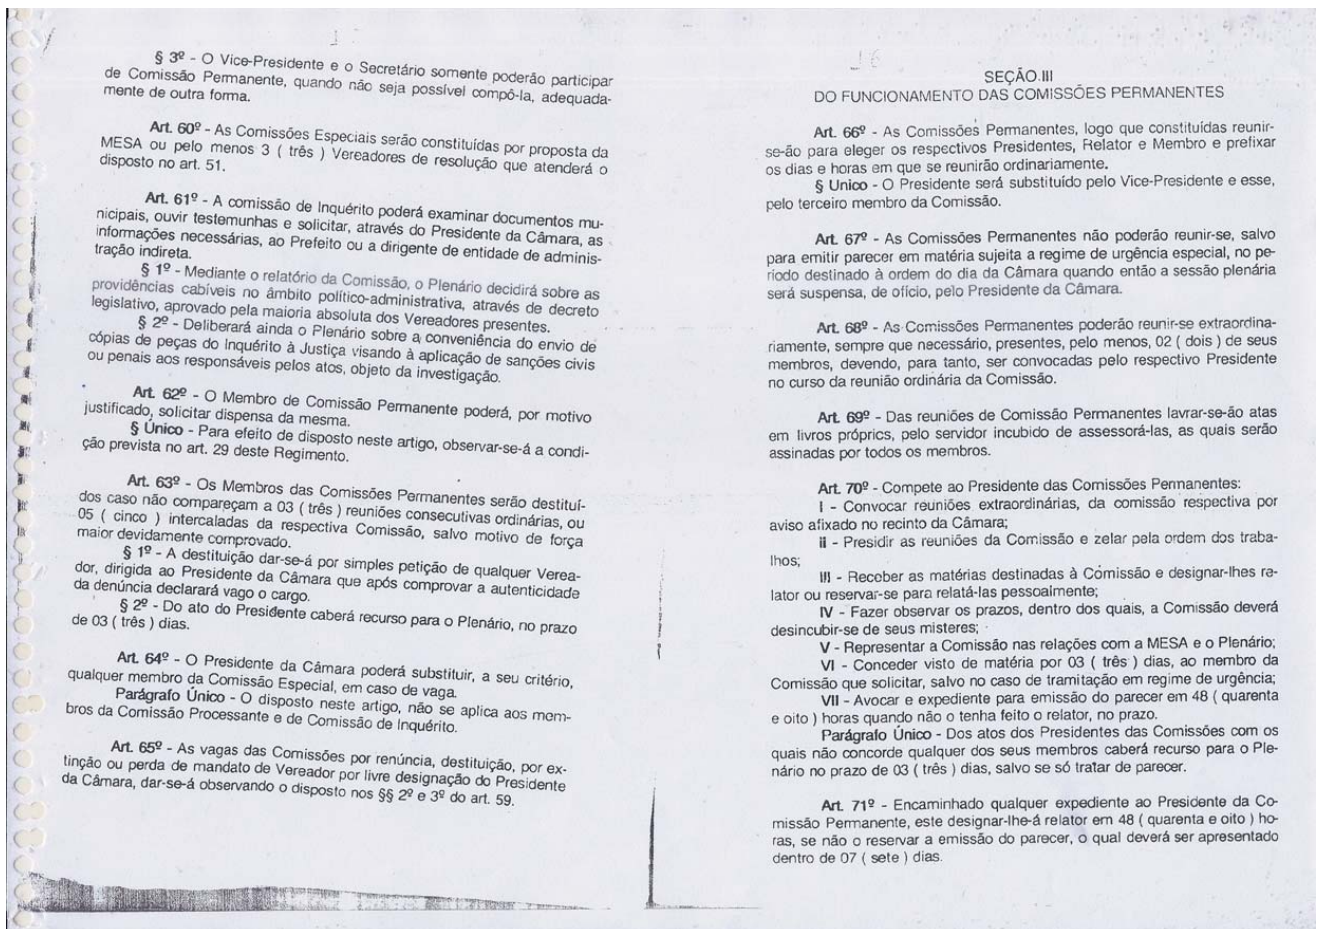 § 3º - O Vice-Presidente e o Secretário somente poderão participar
de Comissão Permanente, quando não seja possível compô-la, adequada-
mente de outra forma.
Art. 60º - As Comissões Especiais serão constituídas por proposta da
MESA ou pelo menos 3 ( três ) Vereadores de resolução que atenderá o
disposto no art. 51.
Art. 61º - A comissão de Inquérito poderá examinar documentos mu-
nicipais, ouvir testemunhas e solicitar, através do Presidente da Câmara, as
informações necessárias, ao Prefeito ou a dirigente de entidade de adminis-
tração indireta.
§ 1º - Mediante o relatório da Comissão, o Plenário decidirá sobre as
providências cabíveis no âmbito político-administrativa, através de decreto
legislativo, aprovado pela maioria absoluta dos Vereadores presentes.
§ 2º - Deliberará ainda o Plenário sobre a conveniência do envio de
cópias de peças do Inquérito à Justiça visando à aplicação de sanções civis
ou penais aos responsáveis pelos atos, objeto da investigação.
Art. 62º - O Membro de Comissão Permanente poderá, por motivo
justificado, solicitar dispensa da mesma.
§ Único - Para efeito de disposto neste artigo, observar-se-á a condi-
ção prevista no art. 29 deste Regimento.
Art. 63º - Os Membros das Comissões Permanentes serão destituí-
dos caso não compareçam a 03 ( três ) reuniões consecutivas ordinárias, ou
05 ( cinco ) intercaladas da respectiva Comissão, salvo motivo de força
maior devidamente comprovado.
§ 1º - A destituição dar-se-á por simples petição de qualquer Verea-
dor, dirigida ao Presidente da Câmara que após comprovar a autenticidade
da denúncia declarará vago o cargo.
§ 2º - Do ato do Presidente caberá recurso para o Plenário, no prazo
de 03 ( três ) dias.
Art. 64º - O Presidente da Câmara poderá substituir, a seu critério,
qualquer membro da Comissão Especial, em caso de vaga.
Parágrafo Único - O disposto neste artigo, não se aplica aos mem-
bros da Comissão Processante e de Comissão de Inquérito.
Art. 65º - As vagas das Comissões por renúncia, destituição, por ex-
tinção ou perda de mandato de Vereador por livre designação do Presidente
da Câmara, dar-se-á observando o disposto nos §§ 2º e 3º do art. 59.
16
SEÇÃO.III
DO FUNCIONAMENTO DAS COMISSÕES PERMANENTES
Art. 66º - As Comissões Permanentes, logo que constituídas reunir-
se-ão para eleger os respectivos Presidentes, Relator e Membro e prefixar
os dias e horas em que se reunirão ordinariamente.
§ Unico - O Presidente será substituído pelo Vice-Presidente e esse,
pelo terceiro membro da Comissão.
Art. 67º - As Comissões Permanentes não poderão reunir-se, salvo
para emitir parecer em matéria sujeita a regime de urgência especial, no pe-
ríodo destinado à ordem do dia da Câmara quando então a sessão plenária
será suspensa, de ofício, pelo Presidente da Câmara.
Art. 68º - As Comissões Permanentes poderão reunir-se extraordina-
riamente, sempre que necessário, presentes, pelo menos, 02 ( dois ) de seus
membros, devendo, para tanto, ser convocadas pelo respectivo Presidente
no curso da reunião ordinária da Comissão.
Art. 69º - Das reuniões de Comissão Permanentes lavrar-se-ão atas
em livros próprics, pelo servidor incubido de assessorá-las, as quais serão
assinadas por todos os membros.
Art. 70º - Compete ao Presidente das Comissões Permanentes:
I - Convocar reuniões extraordinárias, da comissão respectiva por
aviso afixado no recinto da Câmara;
ii - Presidir as reuniões da Comissão e zelar pela ordem dos traba-
lhos;
III - Receber as matérias destinadas à Comissão e designar-lhes re-
lator ou reservar-se para relatá-las pessoalmente;
IV - Fazer observar os prazos, dentro dos quais, a Comissão deverá
desincubir-se de seus misteres;
V - Representar a Comissão nas relações com a MESA e o Plenário;
VI - Conceder visto de matéria por 03 ( três ) dias, ao membro da
Comissão que solicitar, salvo no caso de tramitação em regime de urgência;
VII - Avocar e expediente para emissão do parecer em 48 ( quarenta
e oito ) horas quando não o tenha feito o relator, no prazo.
Parágrafo Único - Dos atos dos Presidentes das Comissões com os
quais não concorde qualquer dos seus membros caberá recurso para o Ple-
nário no prazo de 03 ( três ) dias, salvo se só tratar de parecer.
Art. 71º - Encaminhado qualquer expediente ao Presidente da Co-
missão Permanente, este designar-lhe-á relator em 48 ( quarenta e oito ) ho-
ras, se não o reservar a emissão do parecer, o qual deverá ser apresentado
dentro de 07 ( sete ) dias.